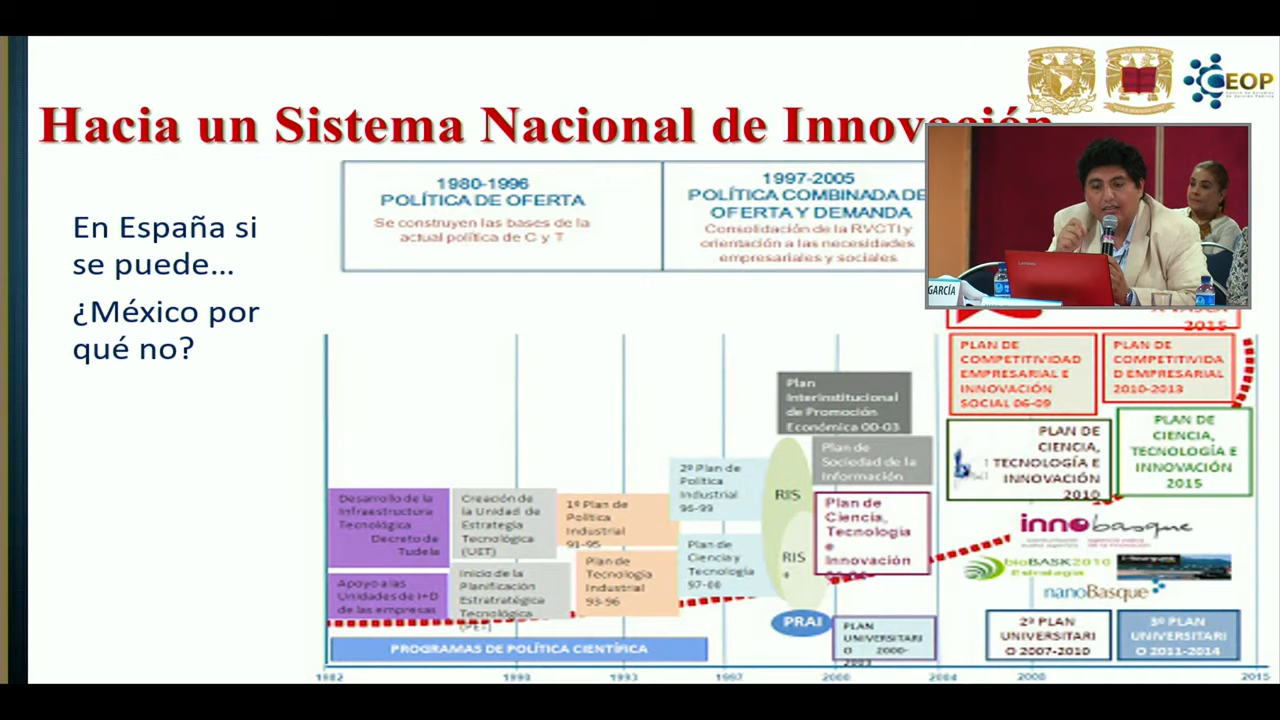 Hacia un Sistema Nacional de Innovación
CEOP
En España si
se puede...
¿México por
qué no?
1980-1996
POLÍTICA DE OFERTA
Se construyen las bases de la
actual política de C y T
1997-2005
POLÍTICA COMBINADA DE
OFERTA Y DEMANDA
Consolidación de la RVCTI y
orientación a las necesidades
empresariales y sociales
Lenovo
GARCÍA
2015
PLAN DE
COMPETITIVIDAD
EMPRESARIAL E
INNOVACIÓN
SOCIAL 06-09
PLAN DE
COMPETITIVIDA
D EMPRESARIAL
2010-2013
Plan
Interinstitucional
de Promoción
Económica 00-03
Plan de
Sociedad de la
Información
PLAN DE
CIENCIA,
TECNOLOGÍA E
INNOVACIÓN
2010
PLAN DE
CIENCIA,
TECNOLOGÍA E
INNOVACIÓN
2015
Desarrollo de la
Infraestructura
Tecnológica
Decreto de
Tudela
Creación de
la Unidad de
Estrategia
Tecnológica
(UET)
1º Plan de
Política
Industrial
91-95
2º Plan de
Política
Industrial
96-99
RIS
Plan de
Ciencia,
Tecnologia
e
Innovación
Apoyo a las
Unidades de I+D
de las empresas
Inicio de la
Planificación
Estratratégica
Tecnológica
(PET)
Plan de
Tecnología
Industrial
93-96
Plan de
Ciencia y
Tecnología
97-00
RIS
+
innobasque
bioBASK2010
Estrategia
nanoBasque
PRAI
PLAN
UNIVERSITARI
O 2000-
2003
2º PLAN
UNIVERSITARI
O 2007-2010
3º PLAN
UNIVERSITARI
O 2011-2014
PROGRAMAS DE POLÍTICA CIENTÍFICA
1982 1990 1993 1997 2000 2004 2008 2015